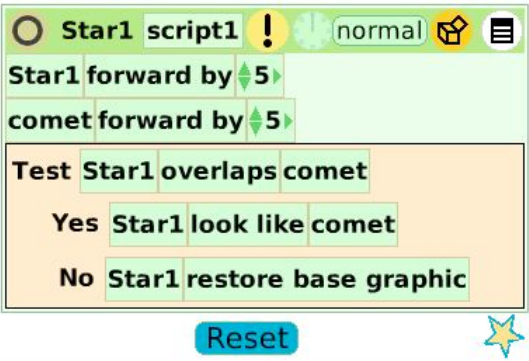 Star1 script1 ! normal
Star1 forward by 5
comet forward by 5
Test Star1 overlaps comet
Yes Star1 look like comet
No Star1 restore base graphic
Reset